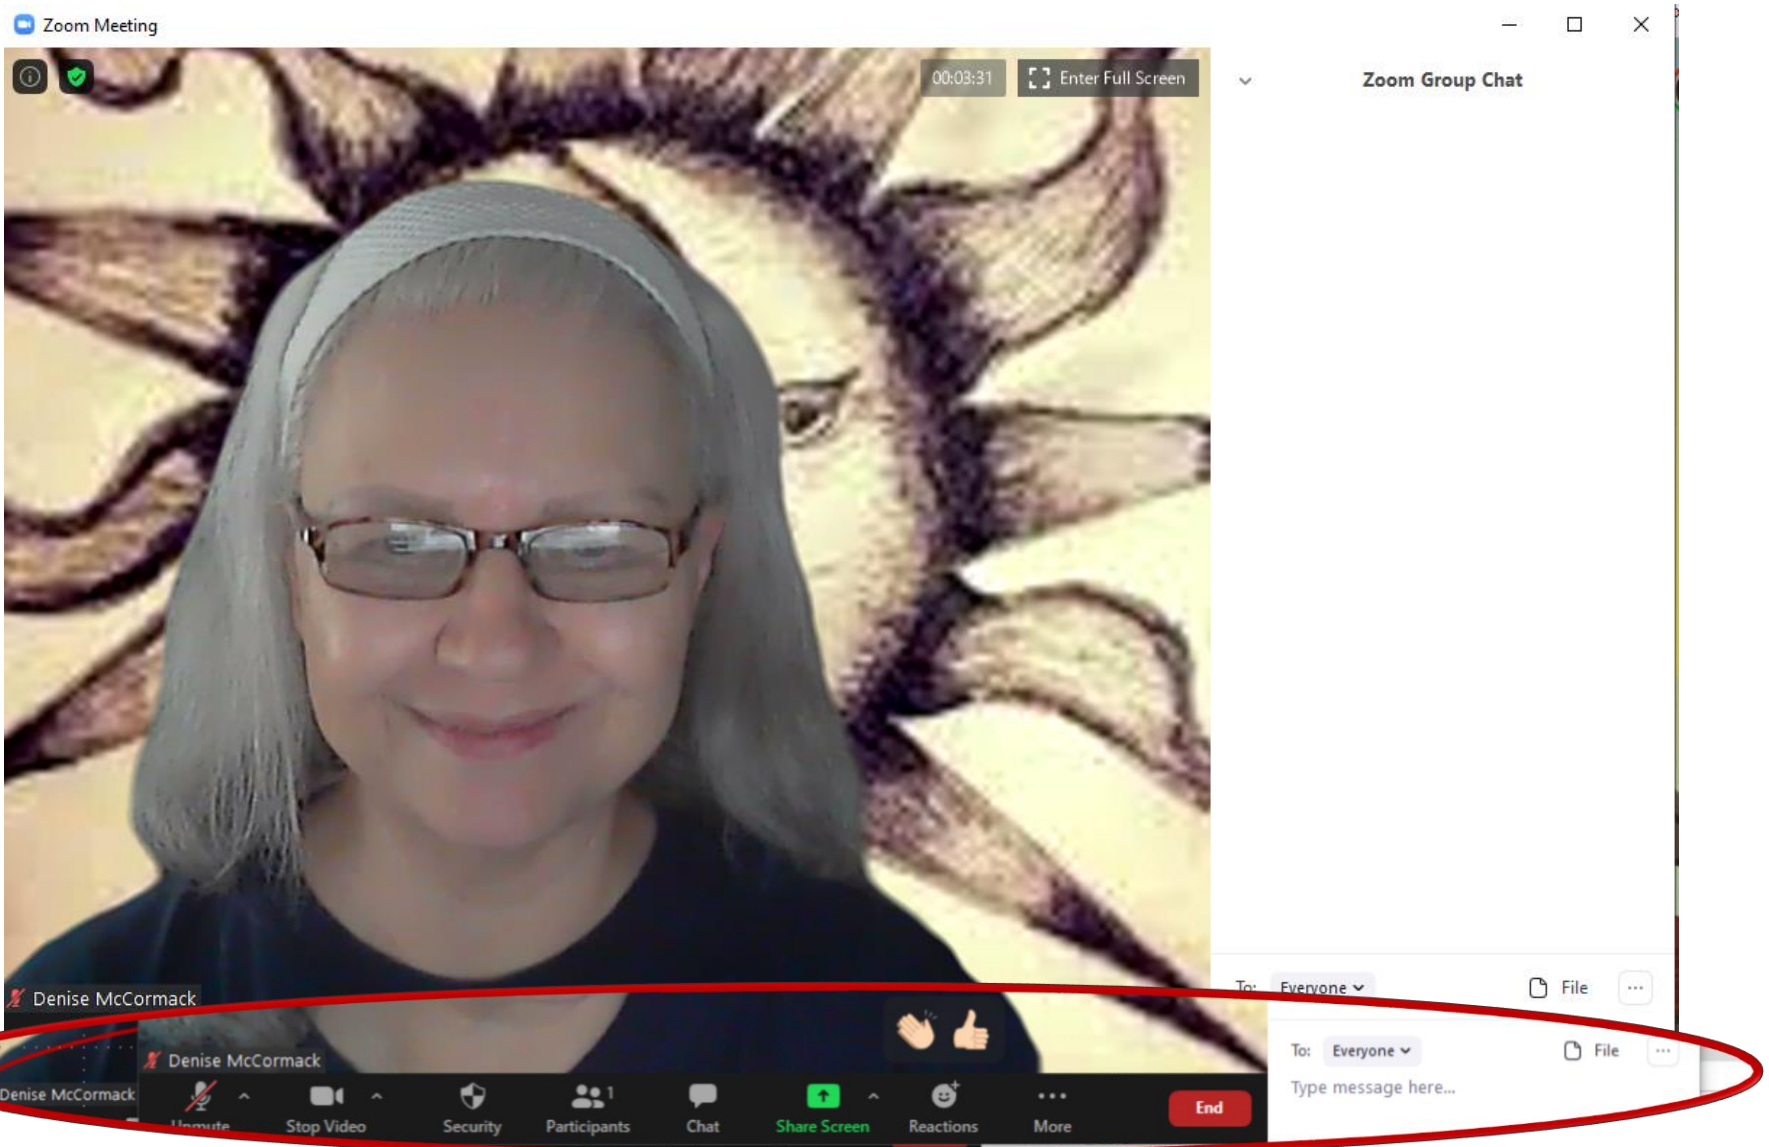 Zoom Meeting
00:03:31
Enter Full Screen
Zoom Group Chat
Denise McCormack
To: Everyone
File
Denise McCormack
To: Everyone
File
Type message here...
Denise McCormack
1
Unmute
Stop Video
Security
Participants
Chat
Share Screen
Reactions
More
End